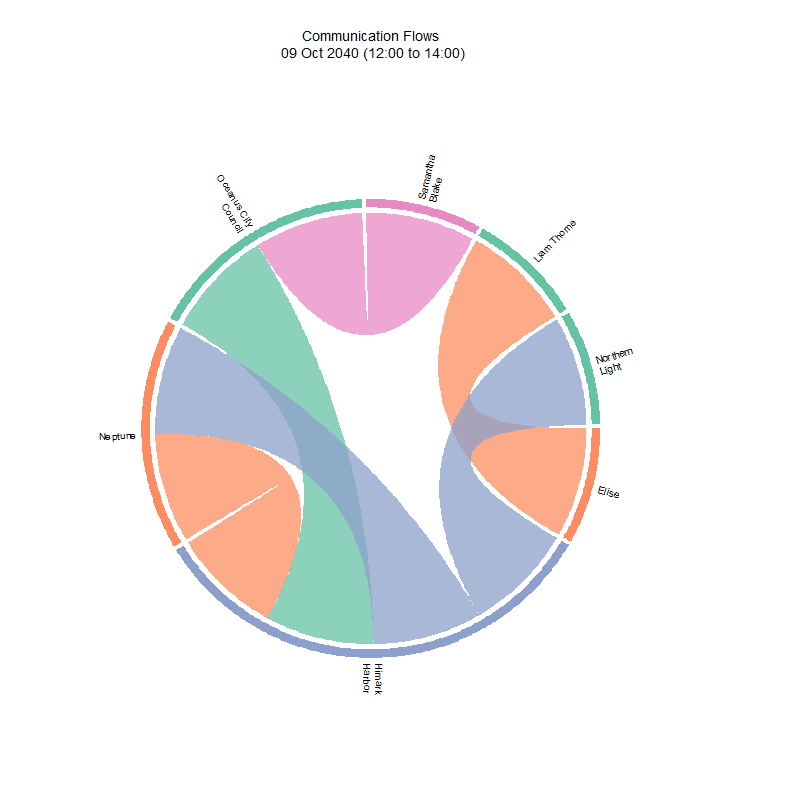 Communication Flows
09 Oct 2040 (12:00 to 14:00)
Samantha
Blake
Oceanus City
Council
Liam Thorne
Northern
Light
Neptune
Elise
Himark
Harbor